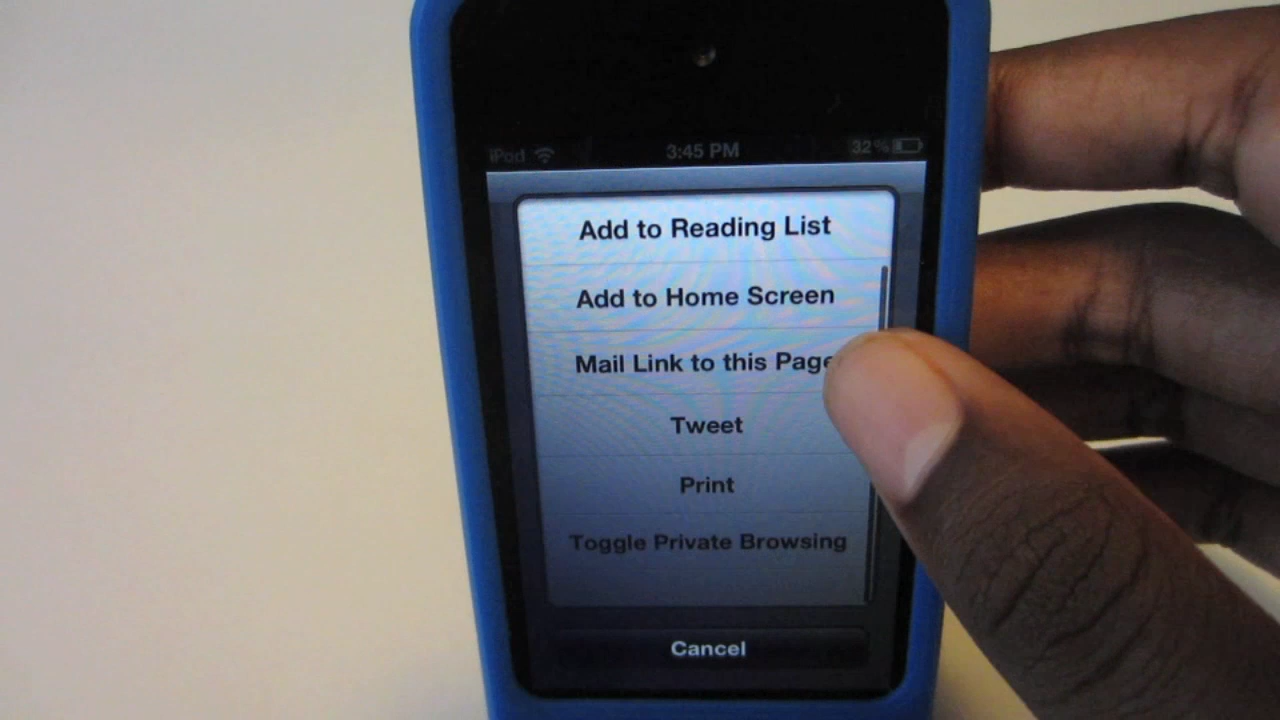 iPod 3:45 PM 32%
Add to Reading List
Add to Home Screen
Mail Link to this Page
Tweet
Print
Toggle Private Browsing
Cancel